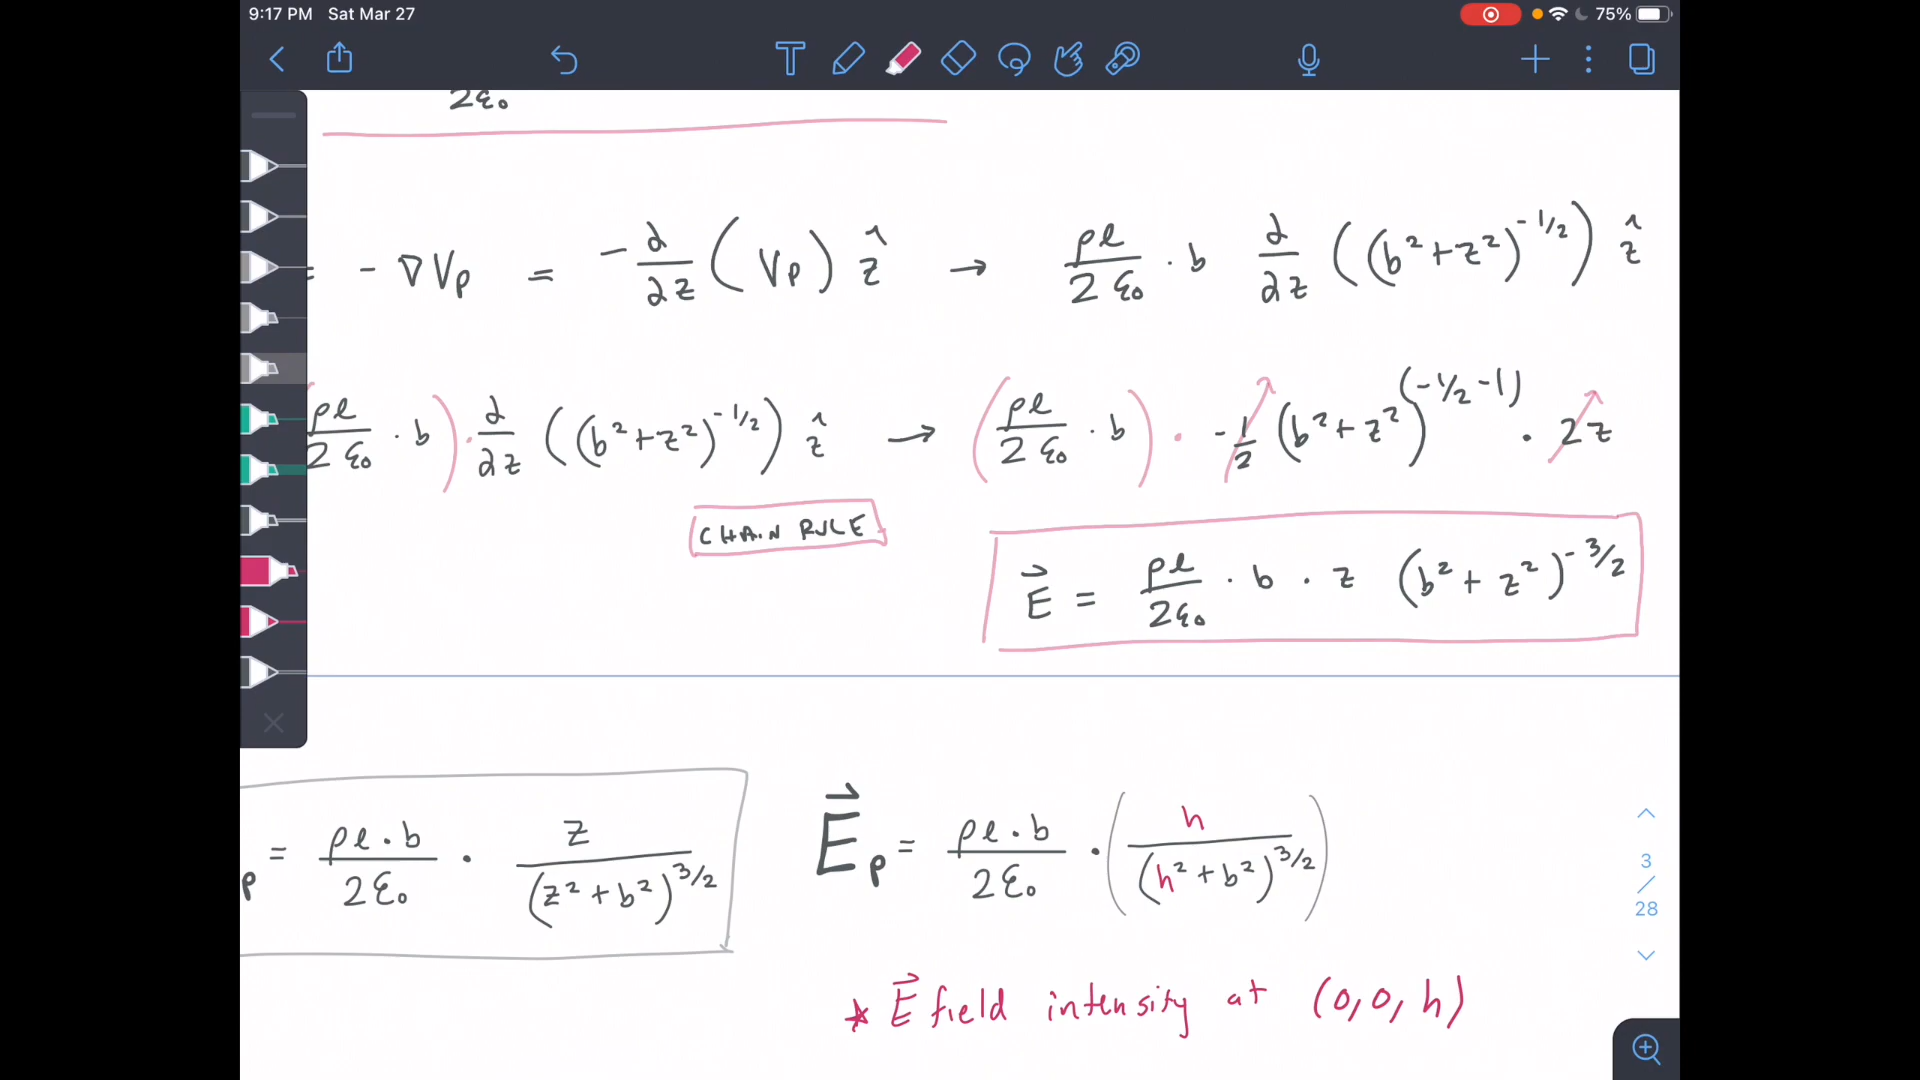 9:17 PM Sat Mar 27
75%
2ε₀
= - ∇Vₚ = - ∂/∂z (Vₚ) ẑ → ρℓ/2ε₀ · b ∂/∂z ((b² + z²)^-1/2) ẑ
(ρℓ/2ε₀ · b) · ∂/∂z ((b² + z²)^-1/2) ẑ → (ρℓ/2ε₀ · b) · -1/2 (b² + z²)^(-1/2 - 1) · 2z
CHAIN RULE
E⃗ = ρℓ/2ε₀ · b · z (b² + z²)^-3/2
p = ρℓ · b/2ε₀ · z/(z² + b²)^3/2
E⃗ₚ = ρℓ · b/2ε₀ · (h/(h² + b²)^3/2)
3 / 28
* E⃗ field intensity at (0, 0, h)